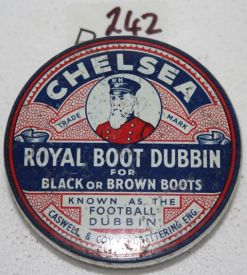 242
CHELSEA
TRADE MARK
ROYAL BOOT DUBBIN
FOR
BLACK OR BROWN BOOTS
KNOWN AS THE
"FOOTBALL"
DUBBIN
CASWELL & CO KETTERING ENG.